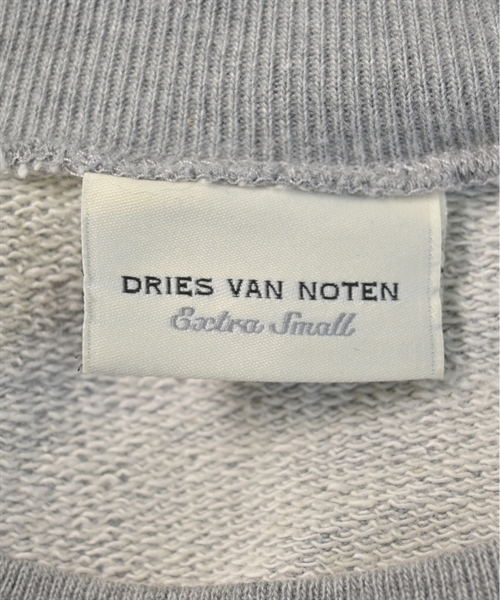 DRIES VAN NOTEN
Extra Small